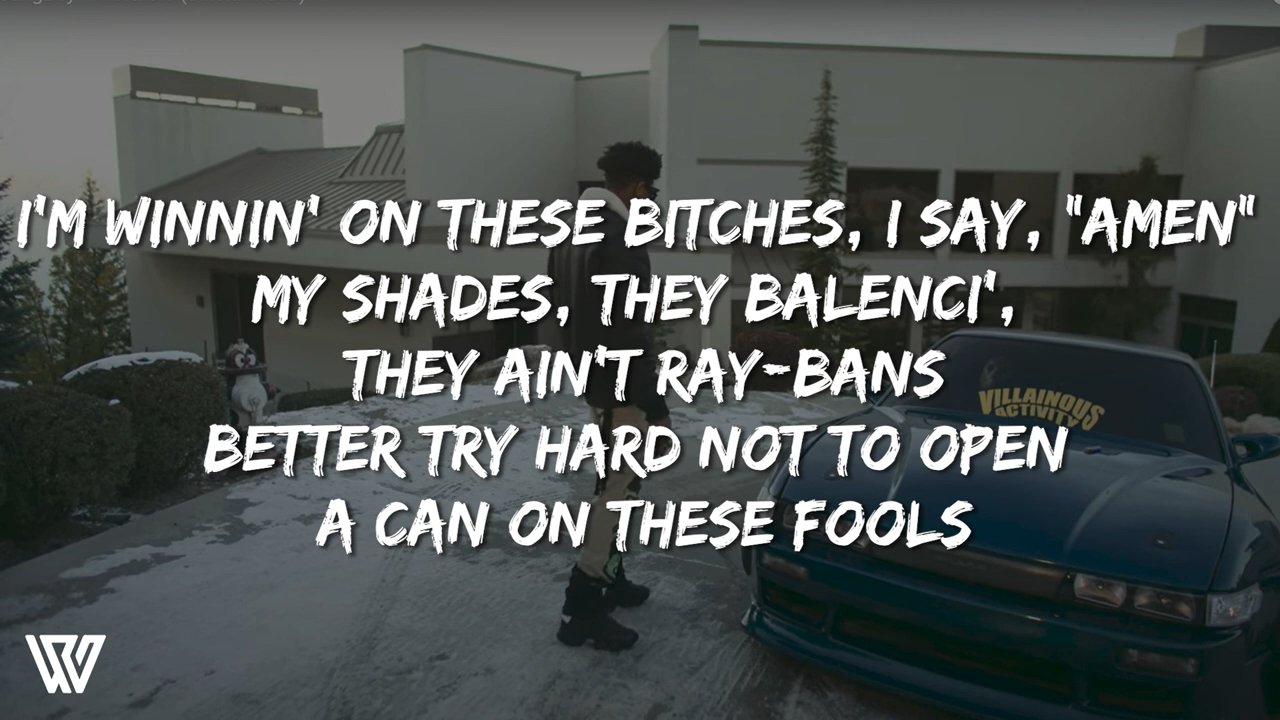 I'M WINNIN' ON THESE BITCHES, I SAY, "AMEN"
MY SHADES, THEY BALENCI',
THEY AIN'T RAY-BANS
BETTER TRY HARD NOT TO OPEN
A CAN ON THESE FOOLS
VILLAINOUS
ACTIVITY